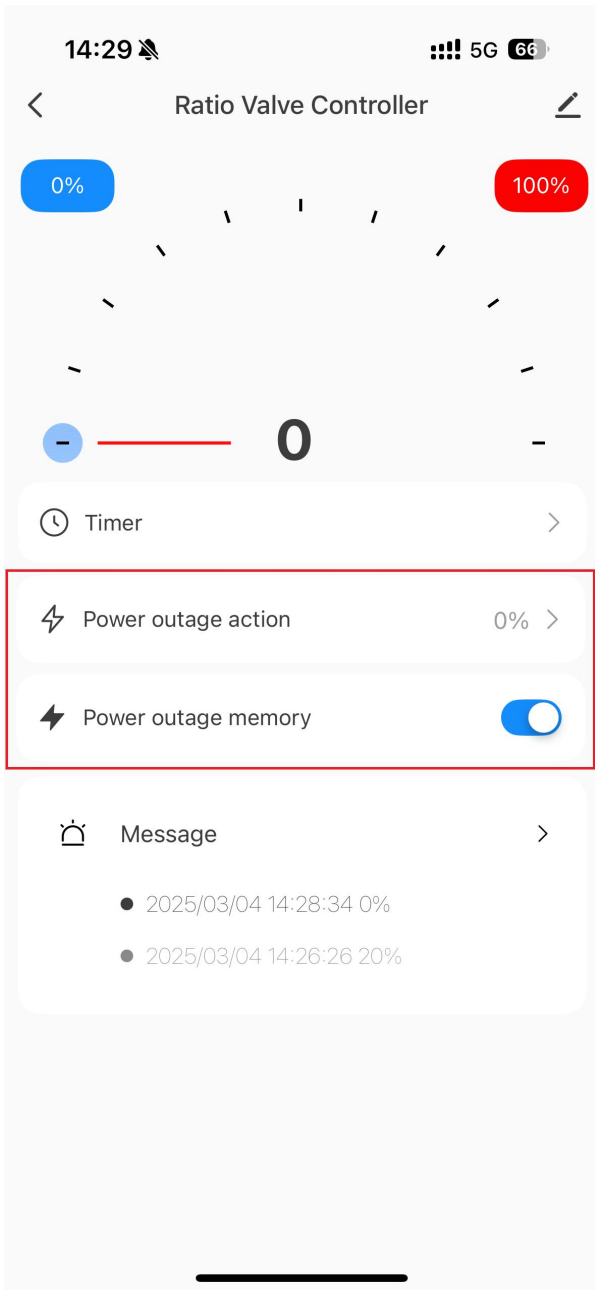 14:29 5G 66
Ratio Valve Controller
0% 100%
0
Timer
Power outage action 0%
Power outage memory
Message
2025/03/04 14:28:34 0%
2025/03/04 14:26:26 20%